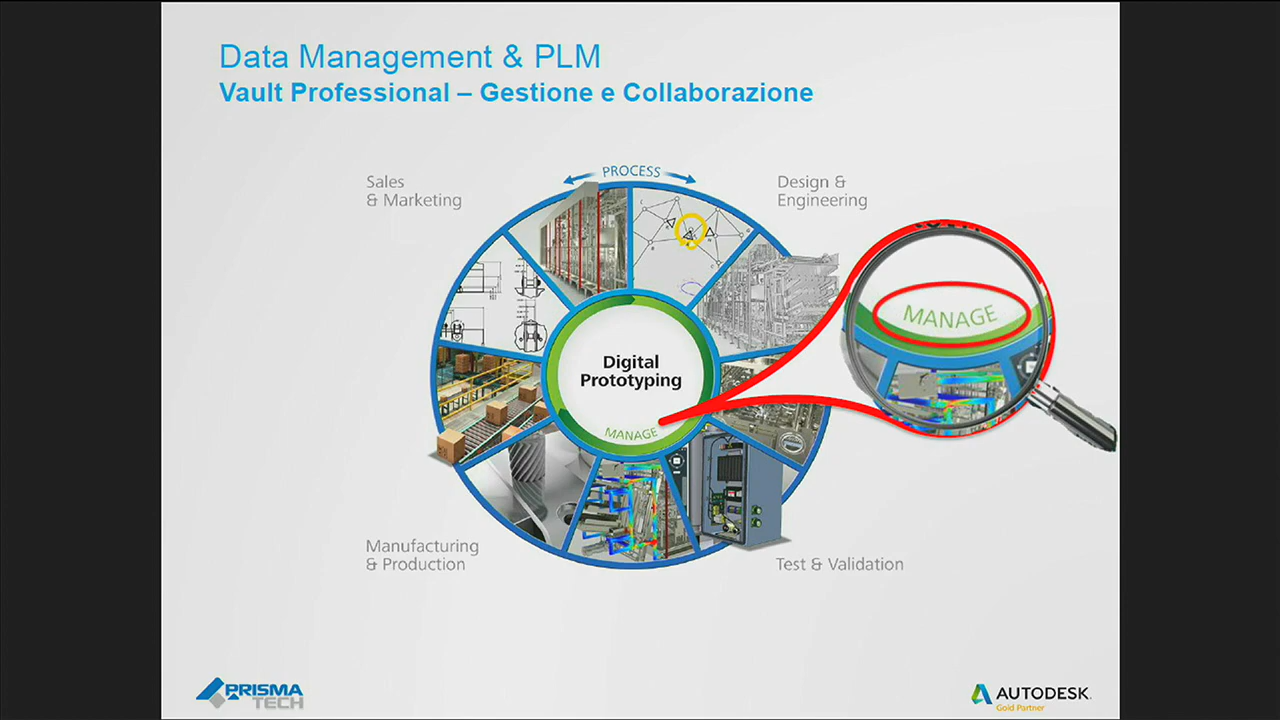 Data Management & PLM
Vault Professional – Gestione e Collaborazione
PROCESS
Sales
& Marketing
Design &
Engineering
MANAGE
Digital
Prototyping
MANAGE
Manufacturing
& Production
Test & Validation
PRISMA
TECH
AUTODESK.
Gold Partner